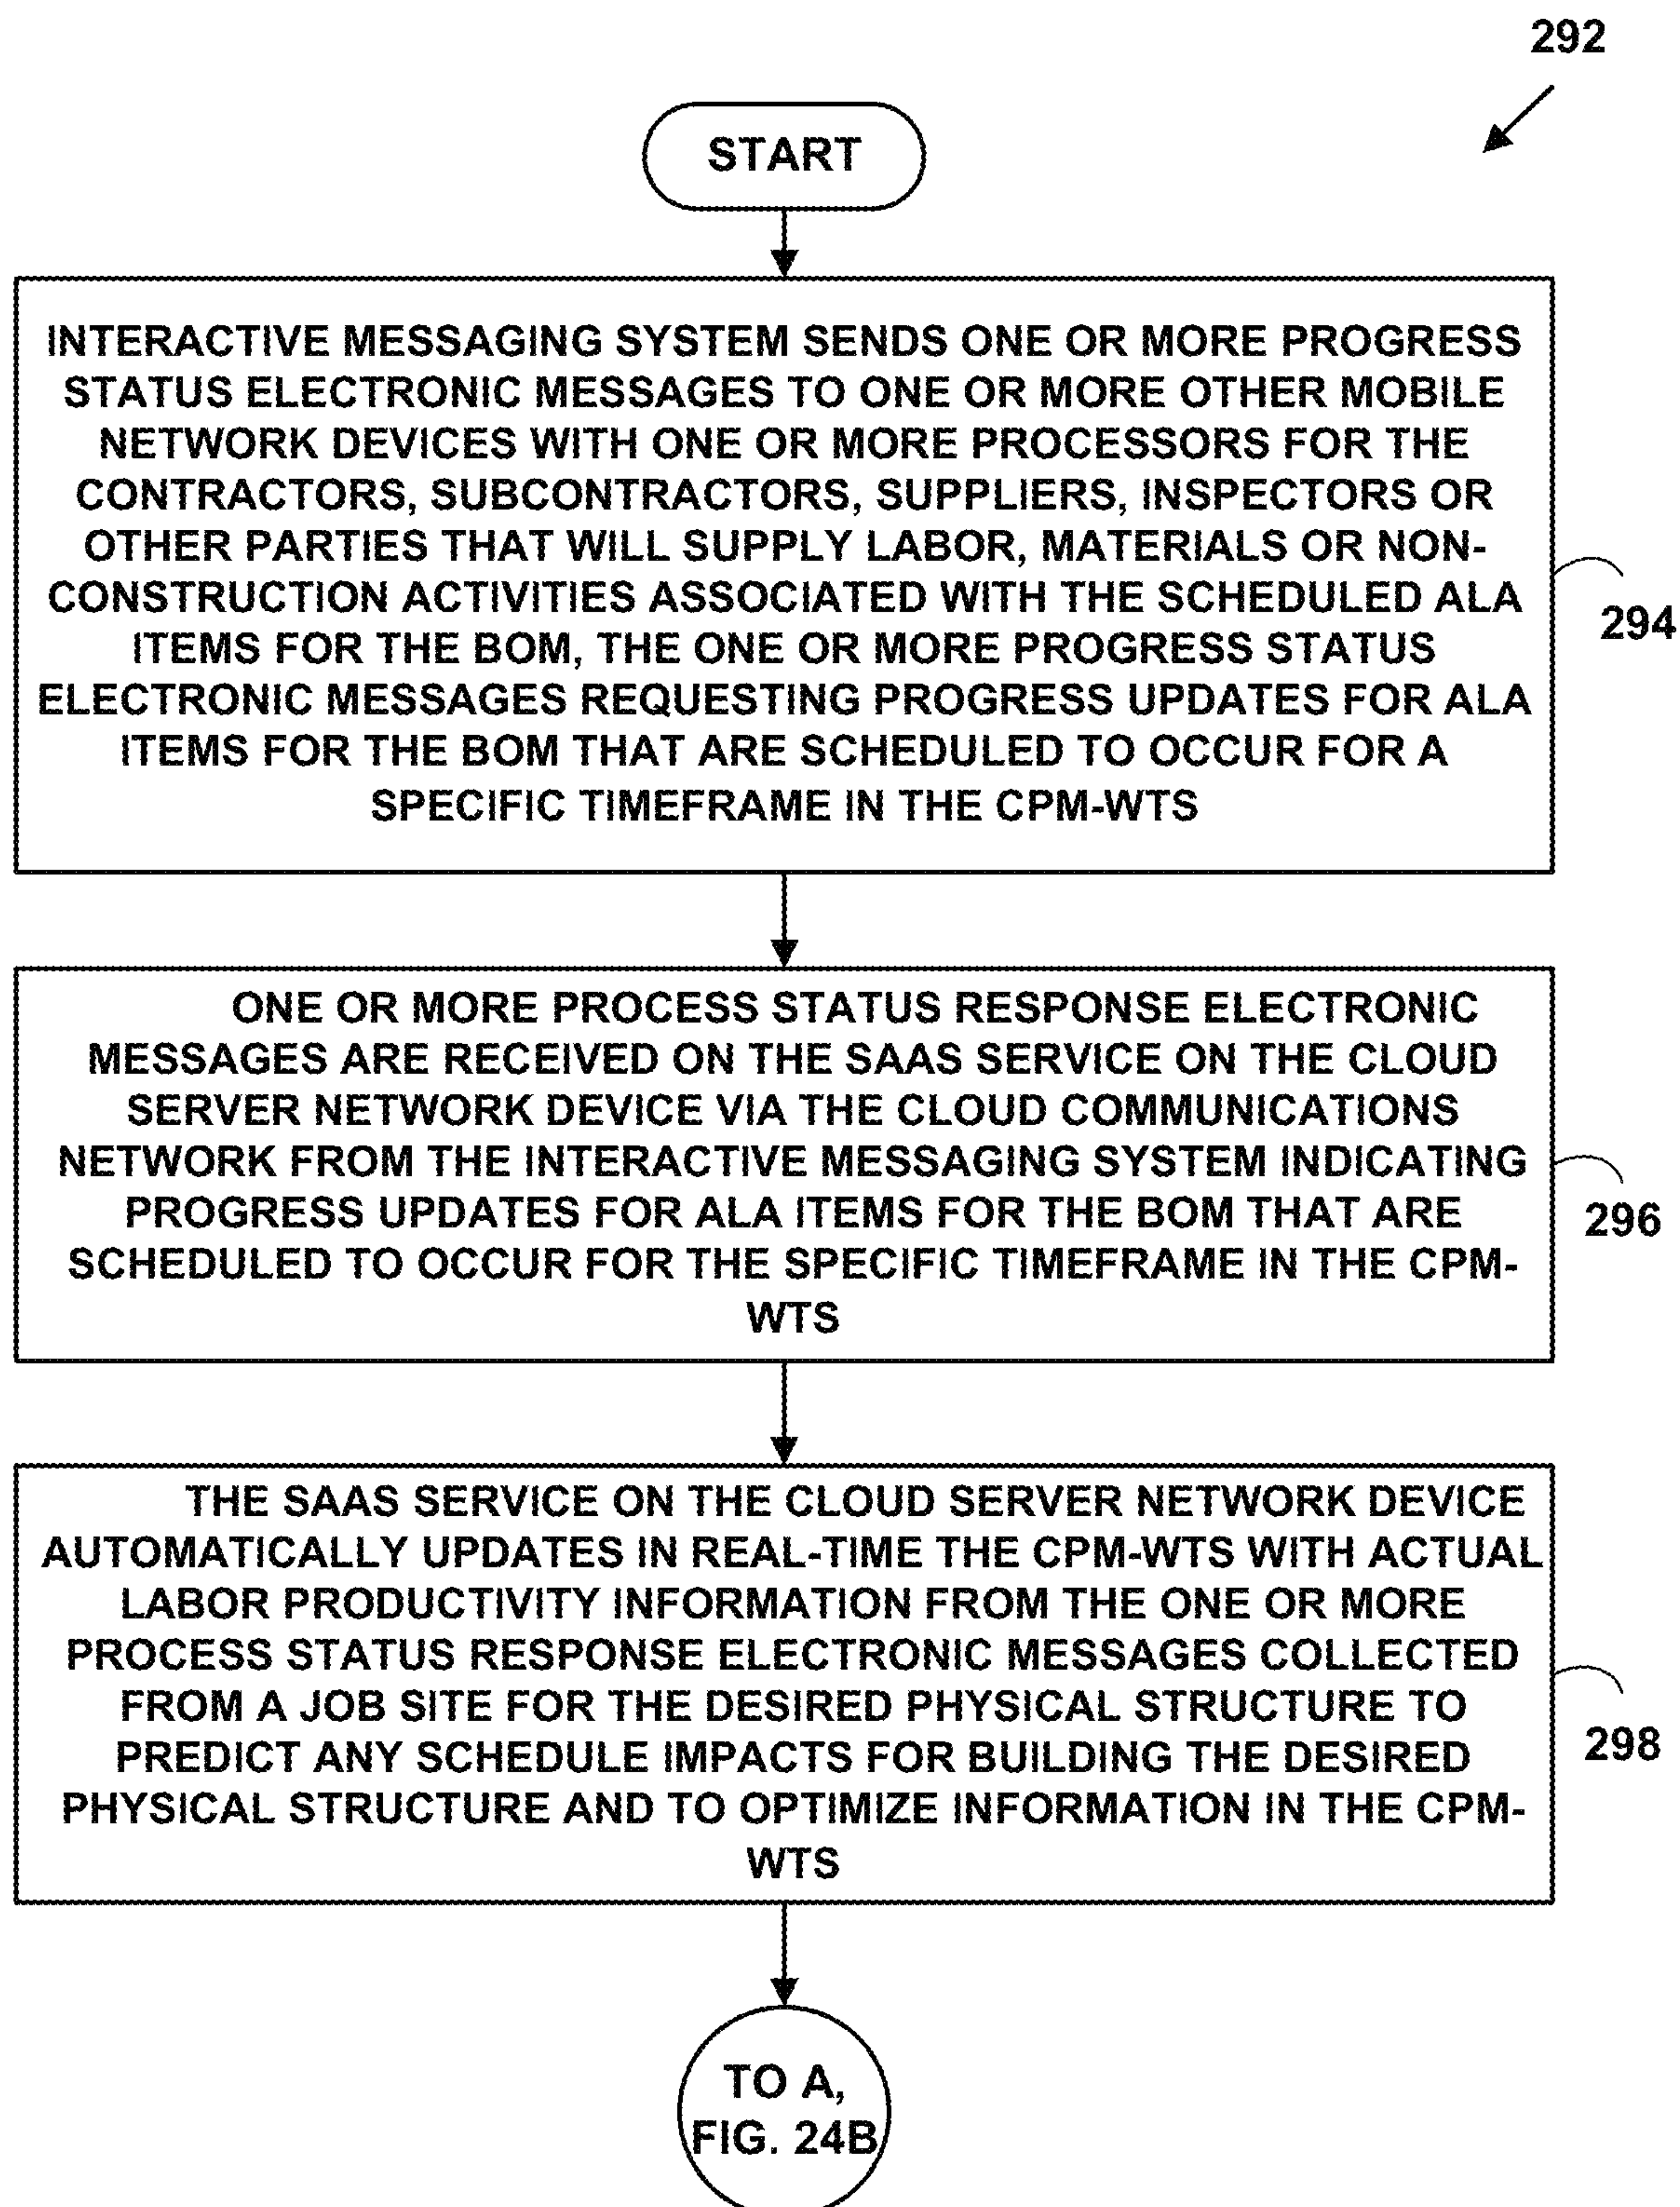 292
START
INTERACTIVE MESSAGING SYSTEM SENDS ONE OR MORE PROGRESS
STATUS ELECTRONIC MESSAGES TO ONE OR MORE OTHER MOBILE
NETWORK DEVICES WITH ONE OR MORE PROCESSORS FOR THE
CONTRACTORS, SUBCONTRACTORS, SUPPLIERS, INSPECTORS OR
OTHER PARTIES THAT WILL SUPPLY LABOR, MATERIALS OR NON-
CONSTRUCTION ACTIVITIES ASSOCIATED WITH THE SCHEDULED ALA
ITEMS FOR THE BOM, THE ONE OR MORE PROGRESS STATUS
ELECTRONIC MESSAGES REQUESTING PROGRESS UPDATES FOR ALA
ITEMS FOR THE BOM THAT ARE SCHEDULED TO OCCUR FOR A
SPECIFIC TIMEFRAME IN THE CPM-WTS
294
ONE OR MORE PROCESS STATUS RESPONSE ELECTRONIC
MESSAGES ARE RECEIVED ON THE SAAS SERVICE ON THE CLOUD
SERVER NETWORK DEVICE VIA THE CLOUD COMMUNICATIONS
NETWORK FROM THE INTERACTIVE MESSAGING SYSTEM INDICATING
PROGRESS UPDATES FOR ALA ITEMS FOR THE BOM THAT ARE
SCHEDULED TO OCCUR FOR THE SPECIFIC TIMEFRAME IN THE CPM-
WTS
296
THE SAAS SERVICE ON THE CLOUD SERVER NETWORK DEVICE
AUTOMATICALLY UPDATES IN REAL-TIME THE CPM-WTS WITH ACTUAL
LABOR PRODUCTIVITY INFORMATION FROM THE ONE OR MORE
PROCESS STATUS RESPONSE ELECTRONIC MESSAGES COLLECTED
FROM A JOB SITE FOR THE DESIRED PHYSICAL STRUCTURE TO
PREDICT ANY SCHEDULE IMPACTS FOR BUILDING THE DESIRED
PHYSICAL STRUCTURE AND TO OPTIMIZE INFORMATION IN THE CPM-
WTS
298
TO A,
FIG. 24B